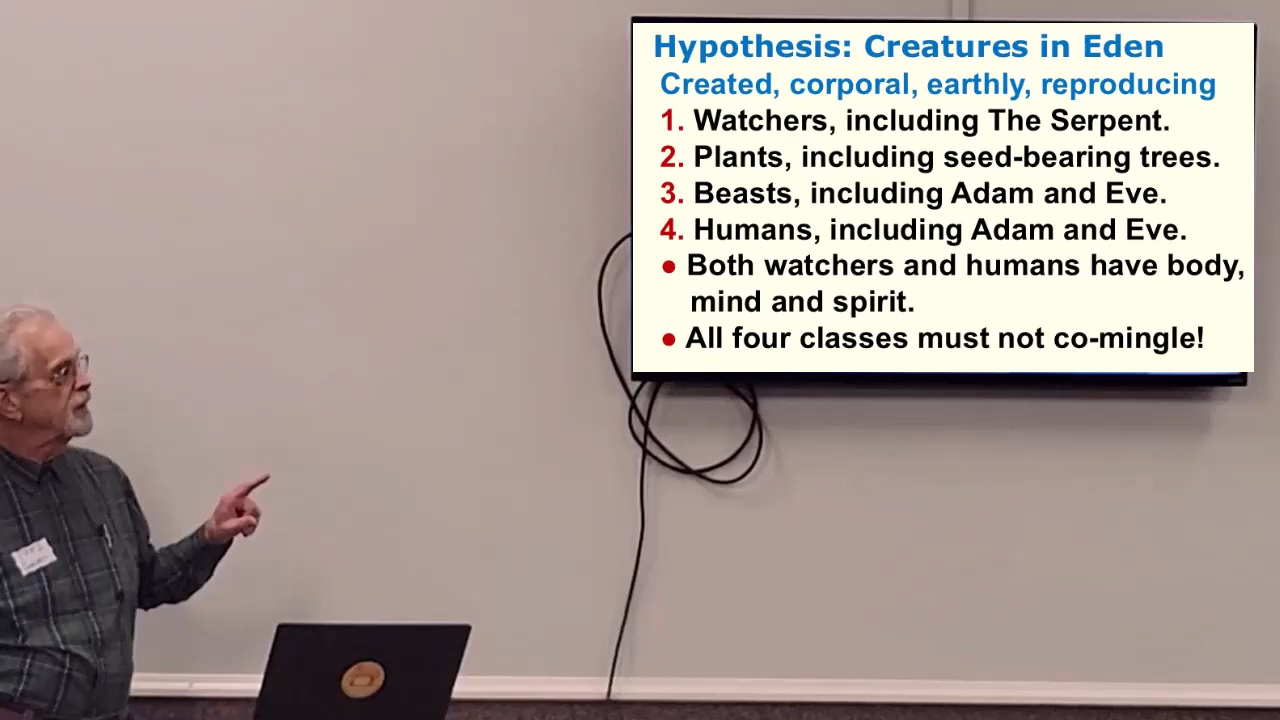 Hypothesis: Creatures in Eden
Created, corporal, earthly, reproducing
1. Watchers, including The Serpent.
2. Plants, including seed-bearing trees.
3. Beasts, including Adam and Eve.
4. Humans, including Adam and Eve.
● Both watchers and humans have body,
mind and spirit.
● All four classes must not co-mingle!